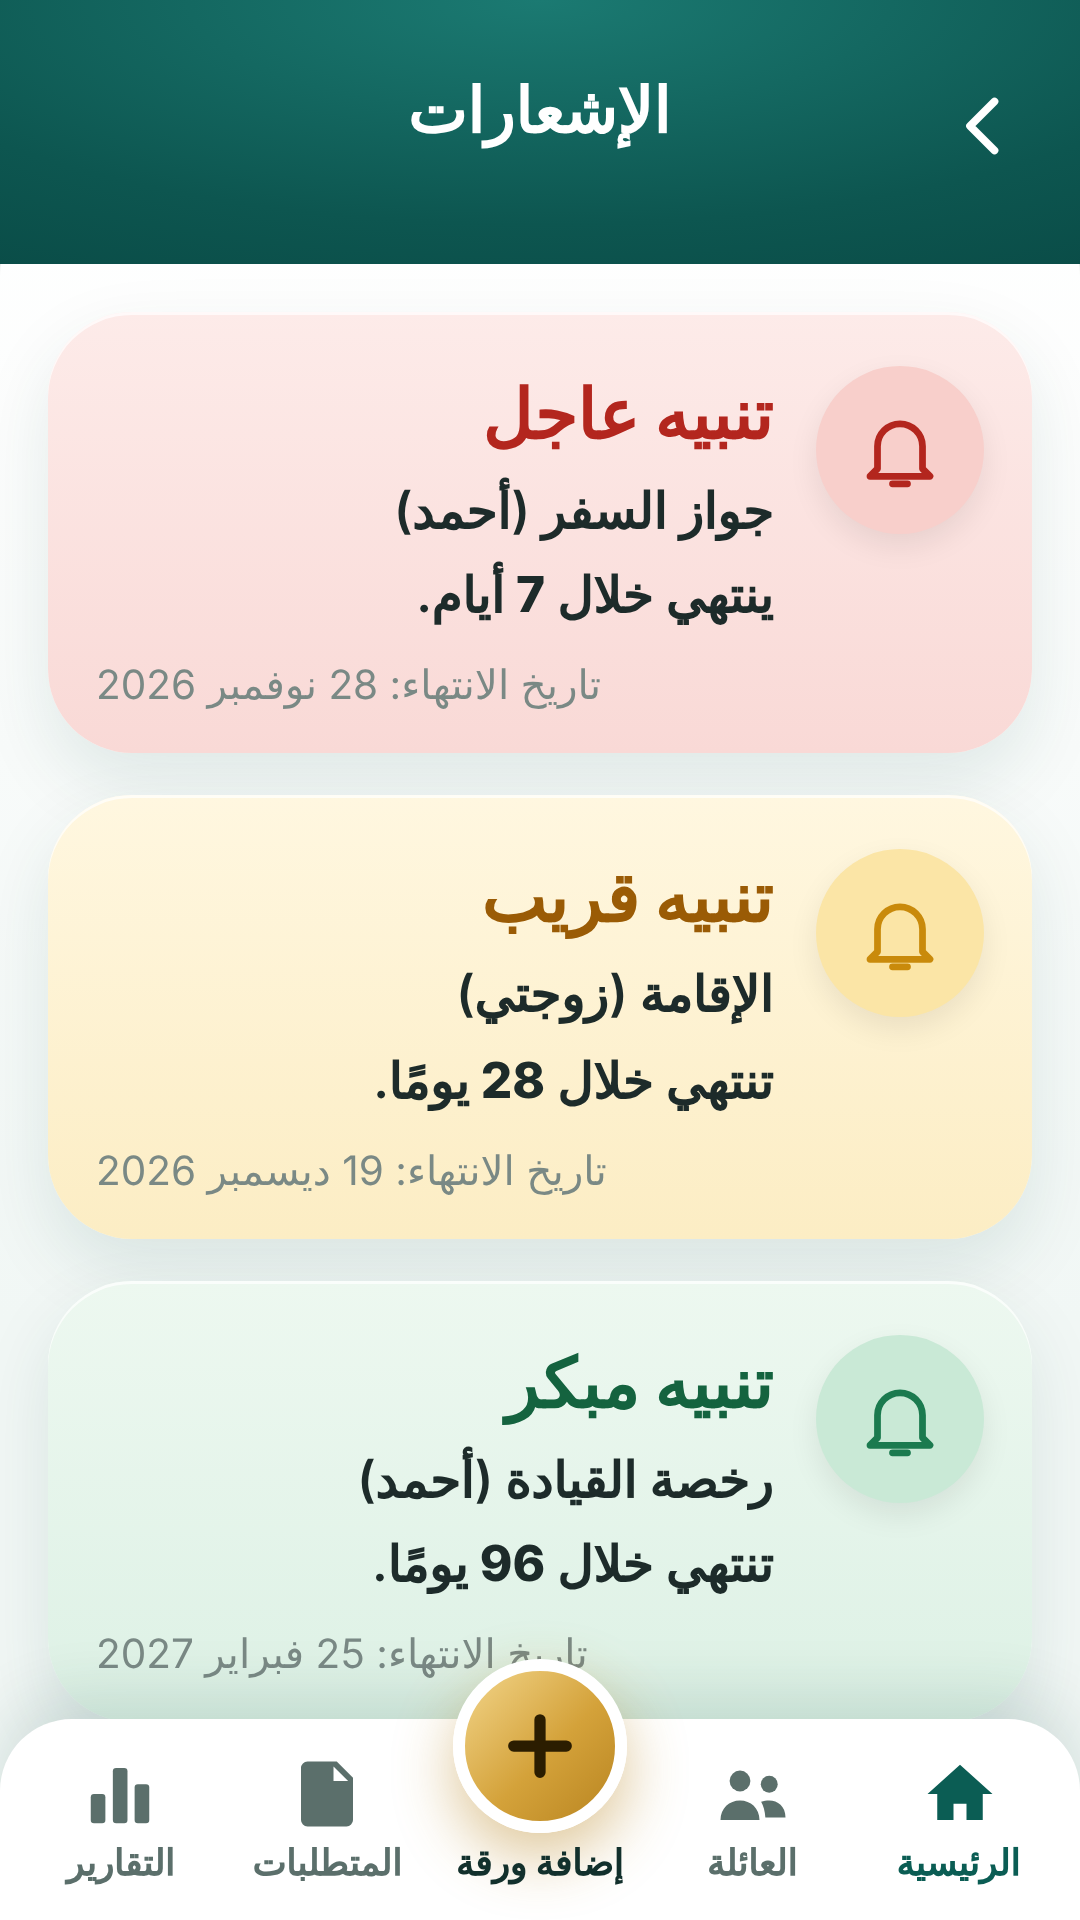 الإشعارات
تنبيه عاجل
جواز السفر (أحمد)
ينتهي خلال 7 أيام.
تاريخ الانتهاء: 28 نوفمبر 2026
تنبيه قريب
الإقامة (زوجتي)
تنتهي خلال 28 يومًا.
تاريخ الانتهاء: 19 ديسمبر 2026
تنبيه مبكر
رخصة القيادة (أحمد)
تنتهي خلال 96 يومًا.
تاريخ الانتهاء: 25 فبراير 2027
الرئيسية
العائلة
إضافة ورقة
المتطلبات
التقارير